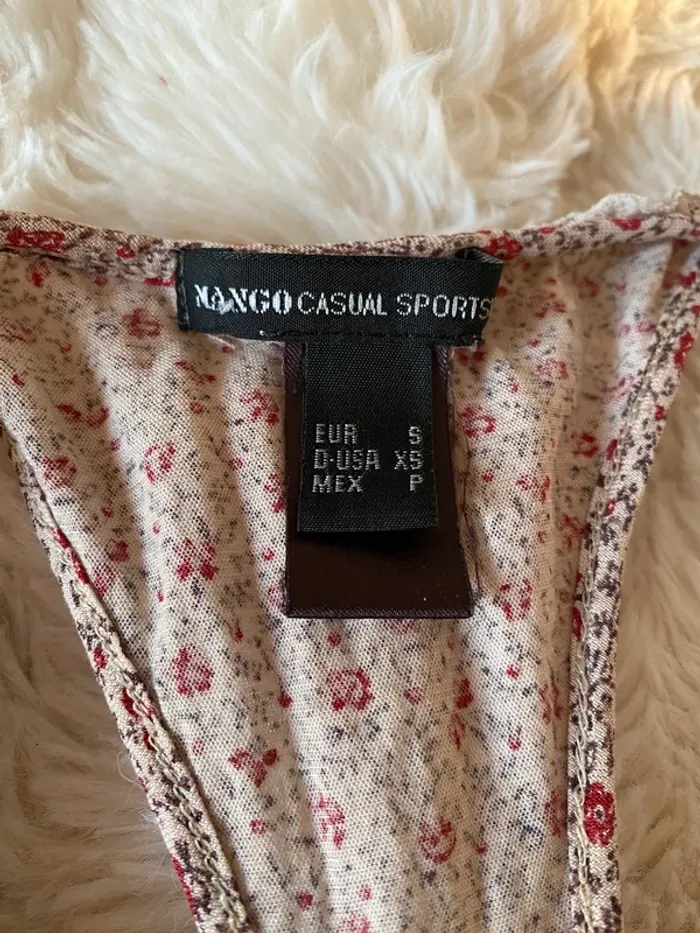 MANGO CASUAL SPORTS
EUR S
D-USA XS
MEX P